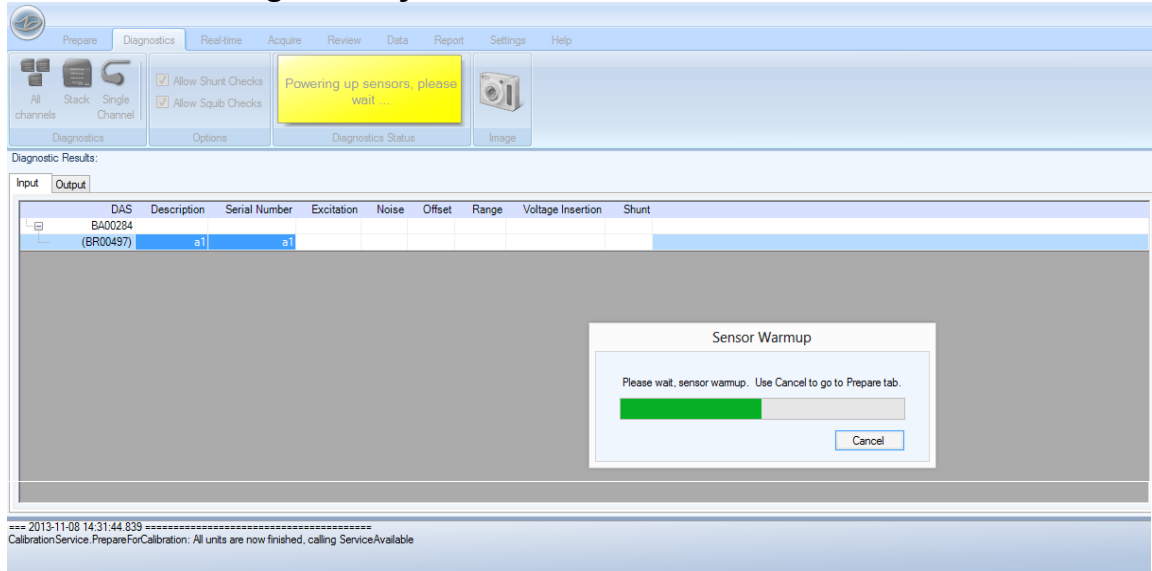 Prepare Diagnostics Real-time Acquire Review Data Report Settings Help
All channels
Stack
Single Channel
Diagnostics
Allow Shunt Checks
Allow Squib Checks
Options
Powering up sensors, please
wait ...
Diagnostics Status
Image
Diagnostic Results:
Input Output
DAS Description Serial Number Excitation Noise Offset Range Voltage Insertion Shunt
BA00284
(BR00497) a1 a1
Sensor Warmup
Please wait, sensor warmup. Use Cancel to go to Prepare tab.
Cancel
=== 2013-11-08 14:31:44.839 ========================================
CalibrationService.PrepareForCalibration: All units are now finished, calling ServiceAvailable